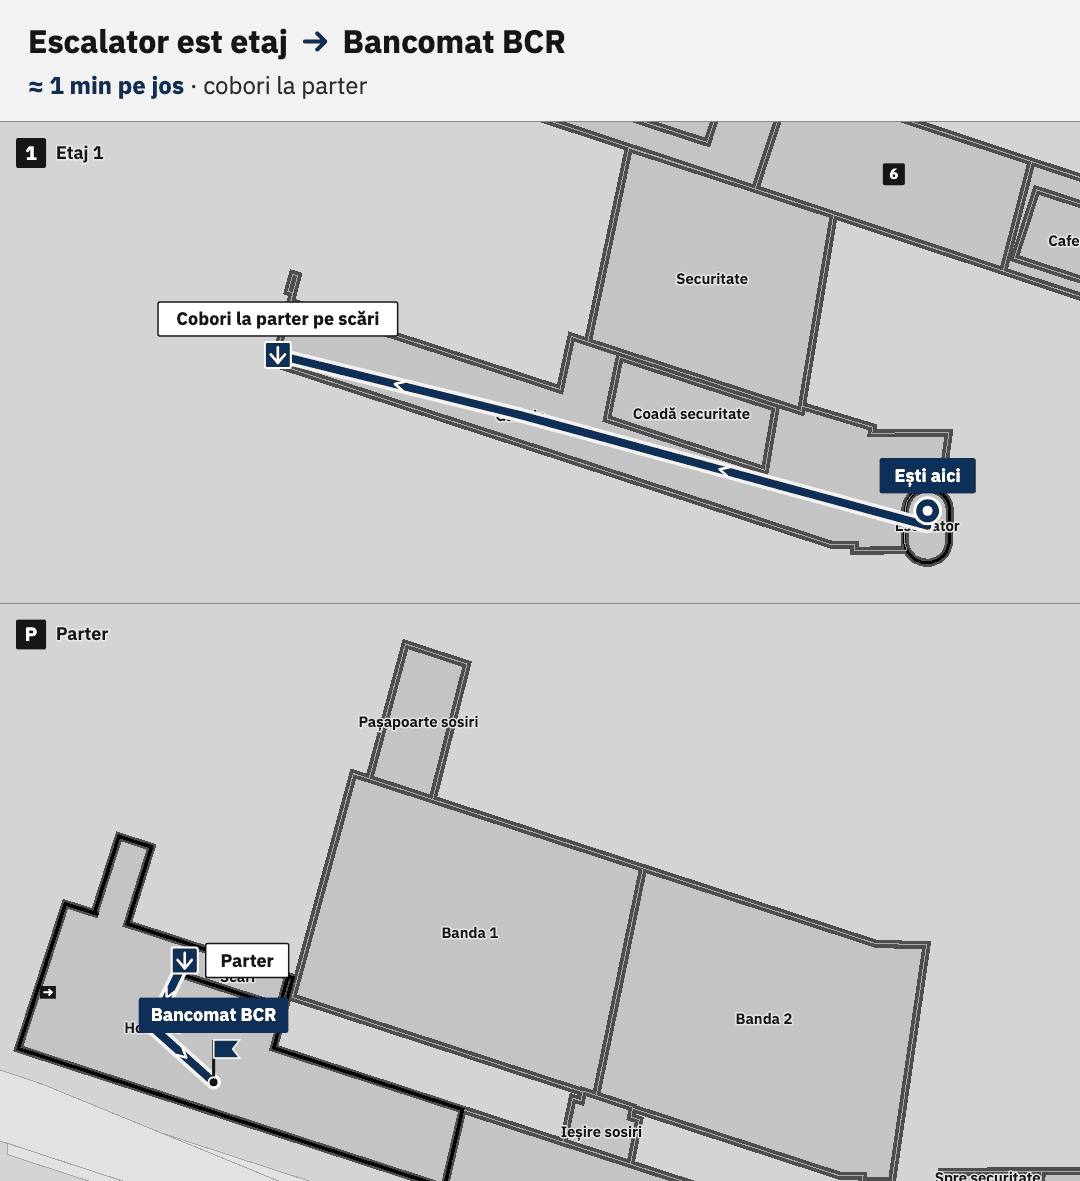 Escalator est etaj → Bancomat BCR
≈ 1 min pe jos · cobori la parter
1 Etaj 1
6
Cafe
Securitate
Cobori la parter pe scări
Coadă securitate
Ești aici
P Parter
Pașapoarte sosiri
Banda 1
Parter
Bancomat BCR
Banda 2
Ieșire sosiri
Spre securitate